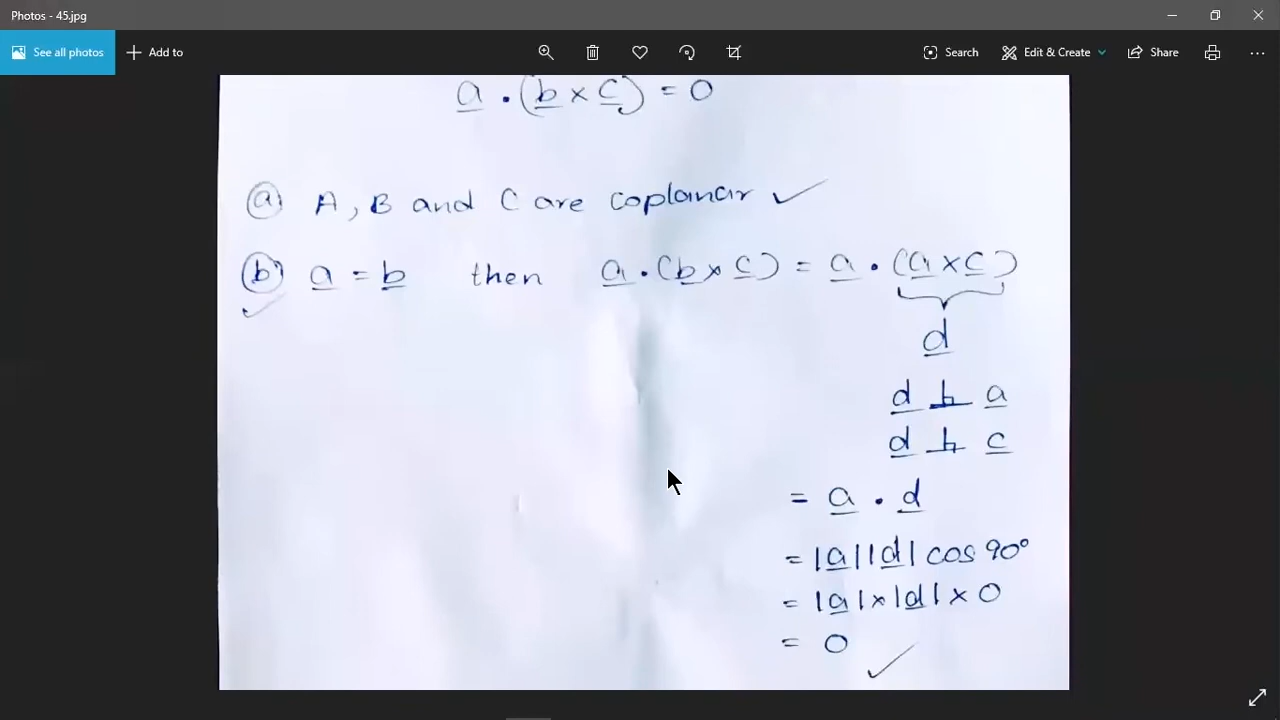 Photos - 45.jpg
See all photos
Add to
Search
Edit & Create
Share
a · (b × c) = 0
(a) A, B and C are coplanar ✓
(b) a = b then a · (b × c) = a · (a × c)
✓
d
d ⊥ a
d ⊥ c
= a · d
= |a||d| cos 90°
= |a| × |d| × 0
= 0
✓